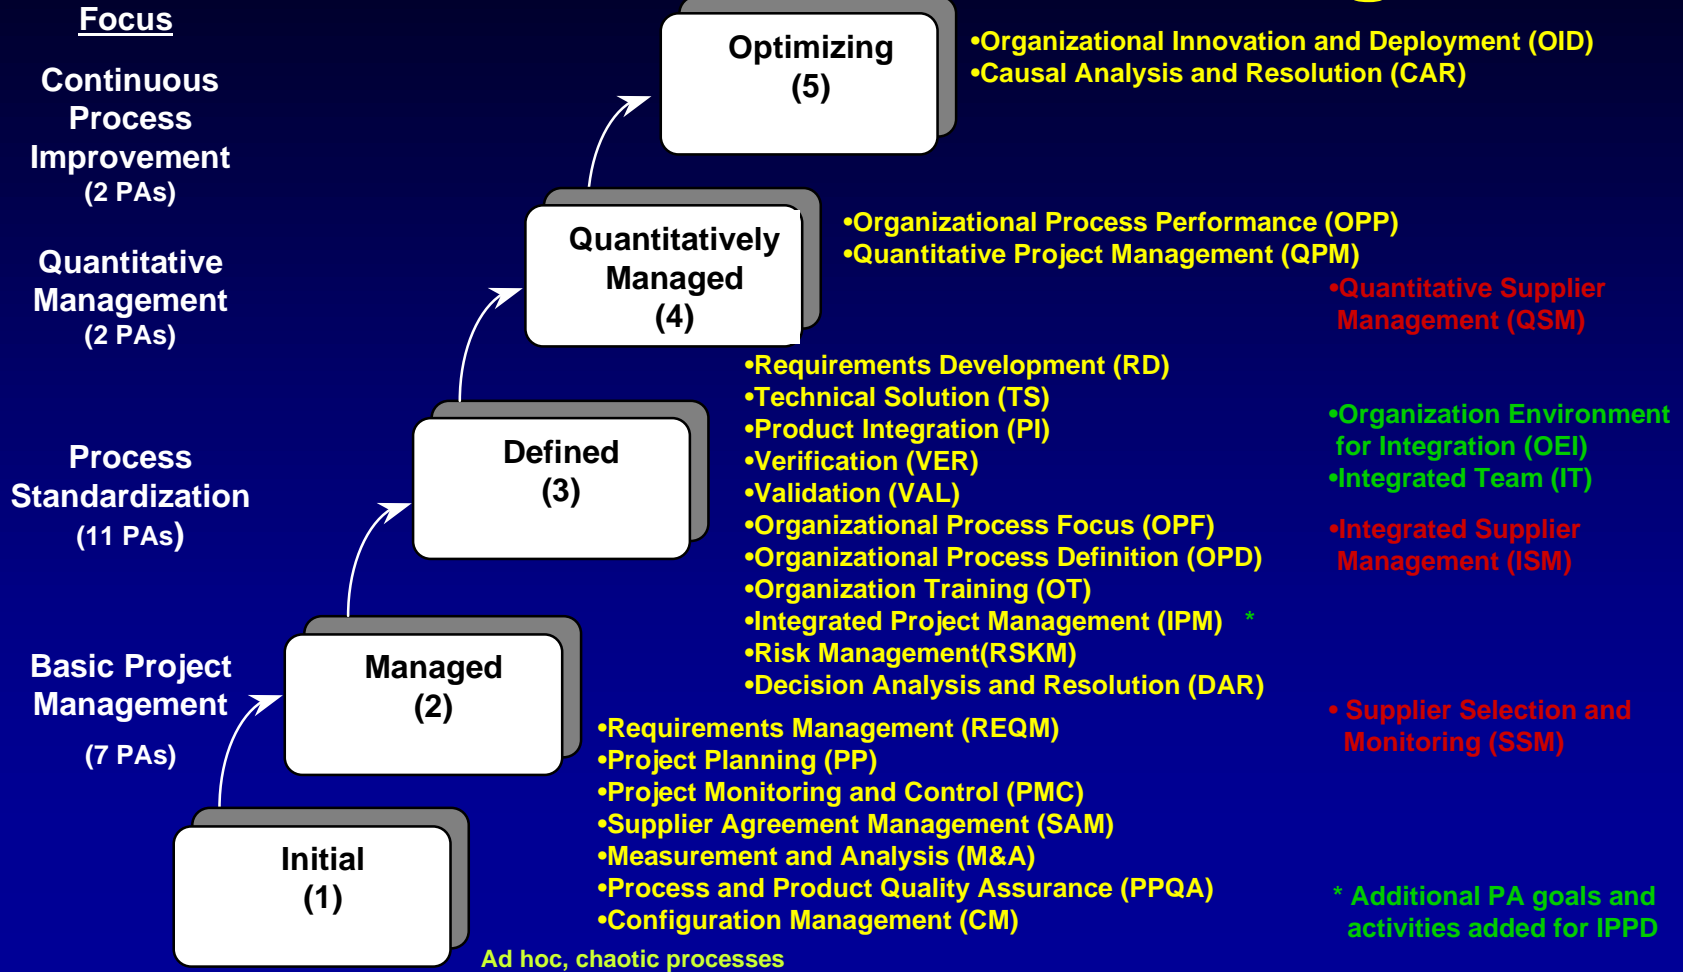 Focus
Continuous
Process
Improvement
(2 PAs)
Quantitative
Management
(2 PAs)
Process
Standardization
(11 PAs)
Basic Project
Management
(7 PAs)
Optimizing
(5)
•Organizational Innovation and Deployment (OID)
•Causal Analysis and Resolution (CAR)
Quantitatively
Managed
(4)
•Organizational Process Performance (OPP)
•Quantitative Project Management (QPM)
•Quantitative Supplier
Management (QSM)
Defined
(3)
•Requirements Development (RD)
•Technical Solution (TS)
•Product Integration (PI)
•Verification (VER)
•Validation (VAL)
•Organizational Process Focus (OPF)
•Organizational Process Definition (OPD)
•Organization Training (OT)
•Integrated Project Management (IPM) *
•Risk Management(RSKM)
•Decision Analysis and Resolution (DAR)
•Organization Environment
for Integration (OEI)
•Integrated Team (IT)
•Integrated Supplier
Management (ISM)
Managed
(2)
•Requirements Management (REQM)
•Project Planning (PP)
•Project Monitoring and Control (PMC)
•Supplier Agreement Management (SAM)
•Measurement and Analysis (M&A)
•Process and Product Quality Assurance (PPQA)
•Configuration Management (CM)
• Supplier Selection and
Monitoring (SSM)
Initial
(1)
Ad hoc, chaotic processes
* Additional PA goals and
activities added for IPPD